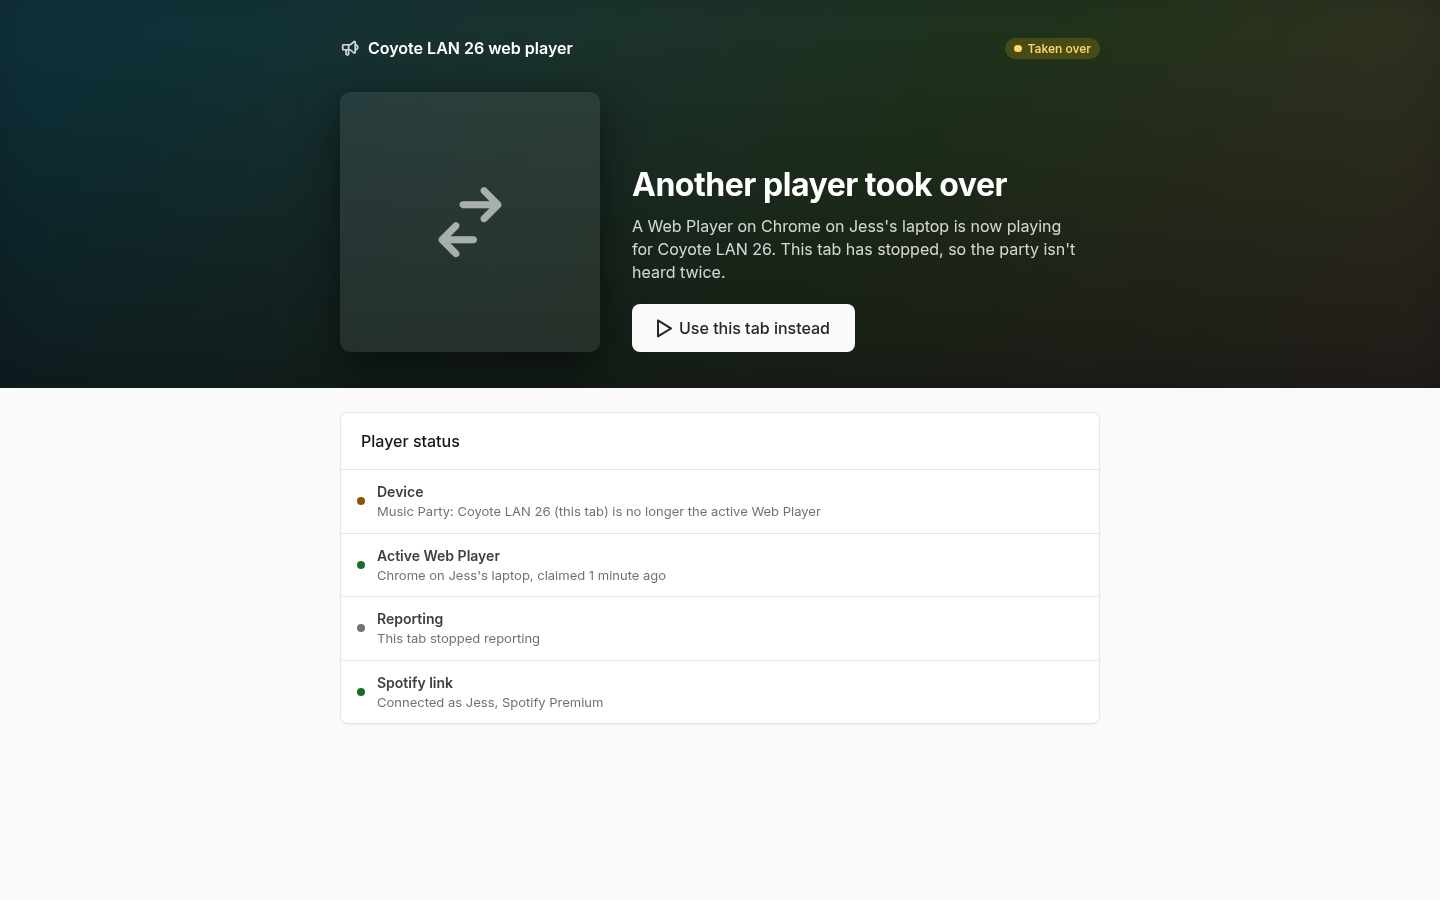 Coyote LAN 26 web player
Taken over
Another player took over
A Web Player on Chrome on Jess's laptop is now playing
for Coyote LAN 26. This tab has stopped, so the party isn't
heard twice.
Use this tab instead
Player status
Device
Music Party: Coyote LAN 26 (this tab) is no longer the active Web Player
Active Web Player
Chrome on Jess's laptop, claimed 1 minute ago
Reporting
This tab stopped reporting
Spotify link
Connected as Jess, Spotify Premium